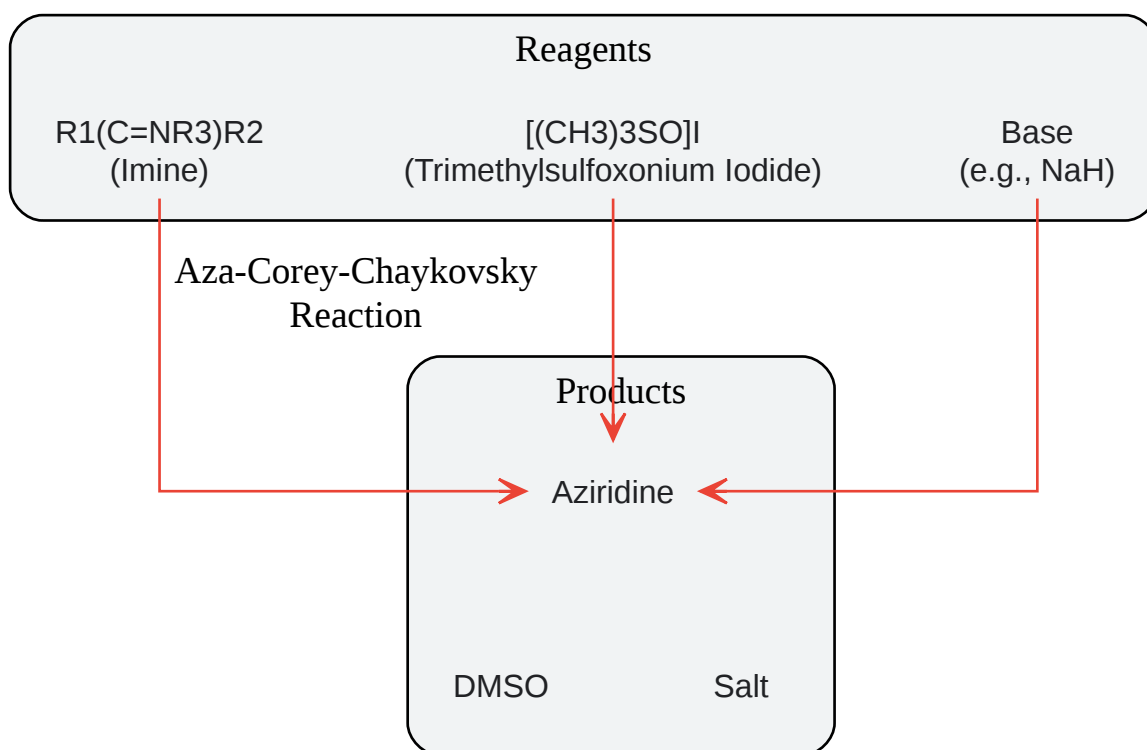 Reagents
R1(C=NR3)R2
(Imine)
[(CH3)3SO]I
(Trimethylsulfoxonium Iodide)
Base
(e.g., NaH)
Aza-Corey-Chaykovsky
Reaction
Products
Aziridine
DMSO
Salt